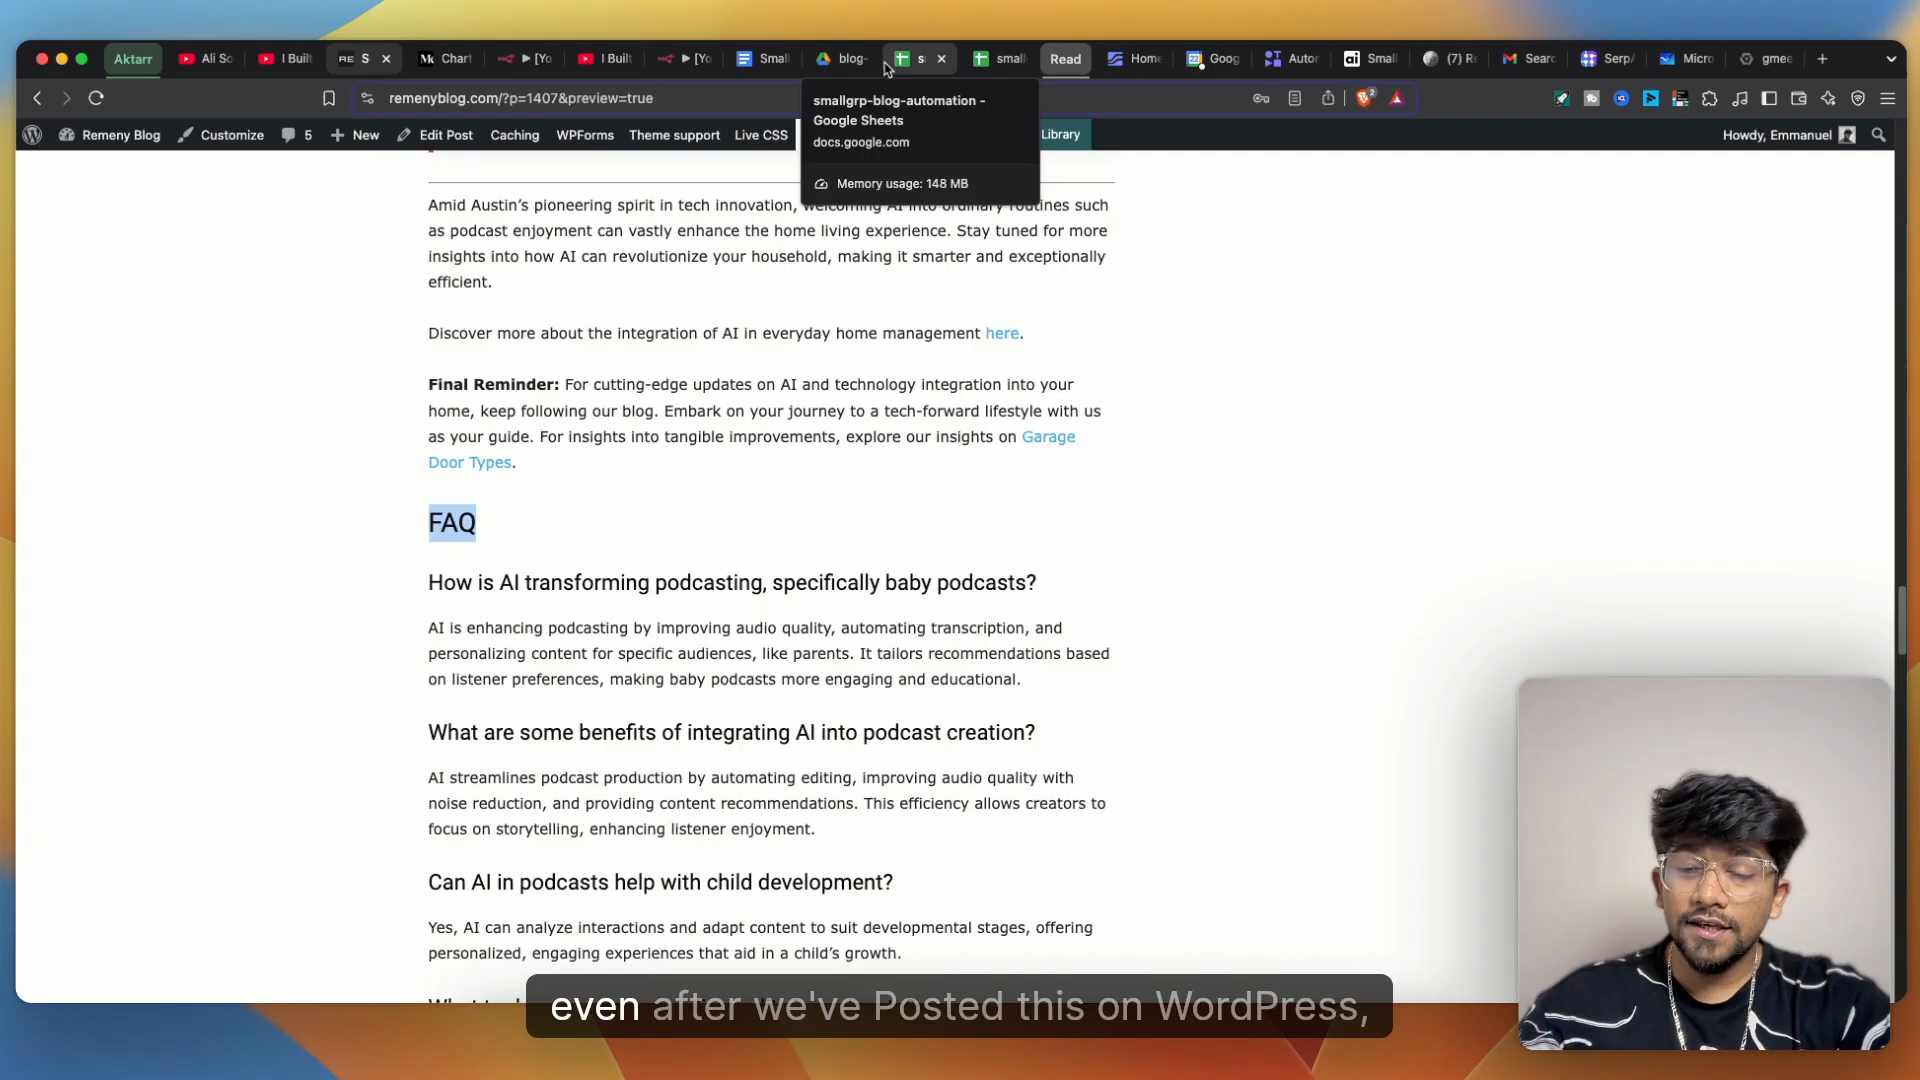 Aktarr
Ali Sc
I Built
RE S
Chart
[Yo
I Built
[Yo
Small
blog-
s
small
Read
Home
Goog
Autor
Small
(7) R
Searc
SerpA
Micro
gmee
remenyblog.com/?p=1407&preview=true
2
Remeny Blog
Customize
5
New
Edit Post
Caching
WPForms
Theme support
Live CSS
Library
Howdy, Emmanuel
smallgrp-blog-automation -
Google Sheets
docs.google.com
Memory usage: 148 MB
Amid Austin's pioneering spirit in tech innovation, welcoming AI into ordinary routines such
as podcast enjoyment can vastly enhance the home living experience. Stay tuned for more
insights into how AI can revolutionize your household, making it smarter and exceptionally
efficient.
Discover more about the integration of AI in everyday home management here.
Final Reminder: For cutting-edge updates on AI and technology integration into your
home, keep following our blog. Embark on your journey to a tech-forward lifestyle with us
as your guide. For insights into tangible improvements, explore our insights on Garage
Door Types.
FAQ
How is AI transforming podcasting, specifically baby podcasts?
AI is enhancing podcasting by improving audio quality, automating transcription, and
personalizing content for specific audiences, like parents. It tailors recommendations based
on listener preferences, making baby podcasts more engaging and educational.
What are some benefits of integrating AI into podcast creation?
AI streamlines podcast production by automating editing, improving audio quality with
noise reduction, and providing content recommendations. This efficiency allows creators to
focus on storytelling, enhancing listener enjoyment.
Can AI in podcasts help with child development?
Yes, AI can analyze interactions and adapt content to suit developmental stages, offering
personalized, engaging experiences that aid in a child's growth.
even after we've Posted this on WordPress,